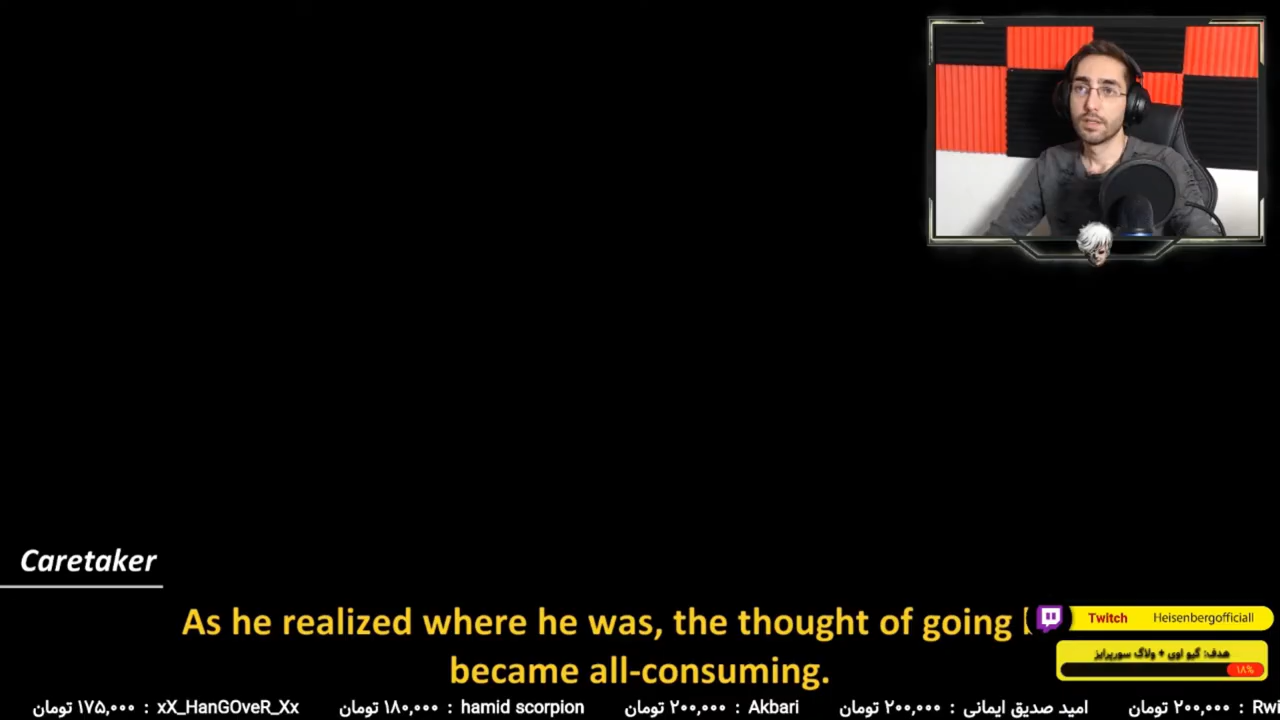 Caretaker
As he realized where he was, the thought of going
became all-consuming.
Twitch Heisenbergofficiall
هدف: گیو اوی + ولاگ سورپرایز
۱۸%
xX_HanGOveR_Xx : ۱۷۵,۰۰۰ تومان hamid scorpion : ۱۸۰,۰۰۰ تومان Akbari : ۲۰۰,۰۰۰ تومان امید صدیق ایمانی : ۲۰۰,۰۰۰ تومان Rwi : ۲۰۰,۰۰۰ تومان